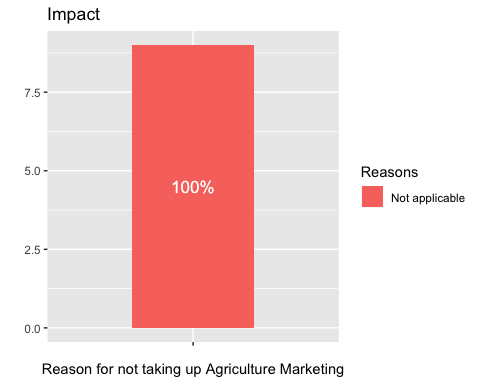 Impact
7.5
5.0
2.5
0.0
100%
Reasons
Not applicable
Reason for not taking up Agriculture Marketing